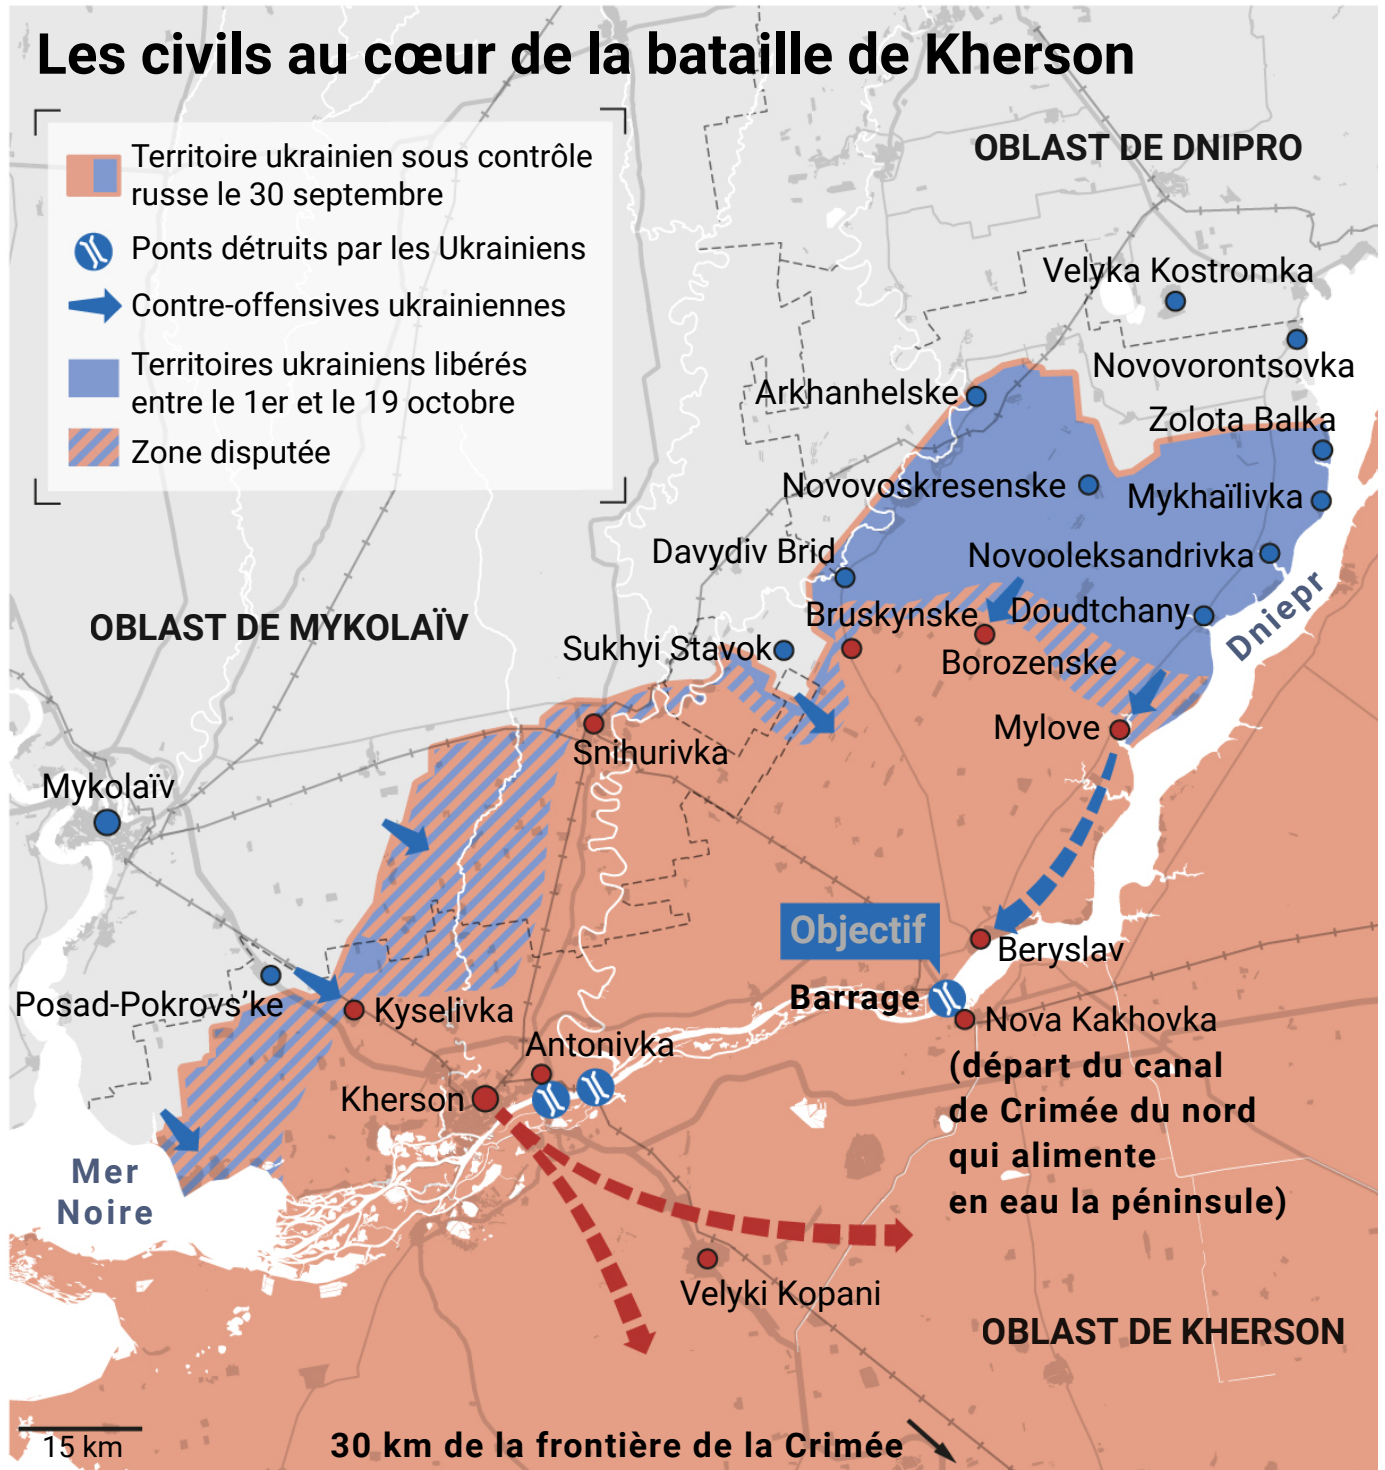 Les civils au cœur de la bataille de Kherson
Territoire ukrainien sous contrôle
russe le 30 septembre
Ponts détruits par les Ukrainiens
Contre-offensives ukrainiennes
Territoires ukrainiens libérés
entre le 1er et le 19 octobre
Zone disputée
OBLAST DE DNIPRO
Velyka Kostromka
Novovorontsovka
Arkhanhelske
Zolota Balka
Novovoskresenske
Mykhaïlivka
Davydiv Brid
Novooleksandrivka
Bruskynske
Doudtchany
Dniepr
OBLAST DE MYKOLAÏV
Sukhyi Stavok
Borozenske
Mylove
Snihurivka
Mykolaïv
Objectif
Beryslav
Barrage
Posad-Pokrovs’ke
Kyselivka
Nova Kakhovka
(départ du canal
de Crimée du nord
qui alimente
en eau la péninsule)
Antonivka
Kherson
Mer
Noire
Velyki Kopani
OBLAST DE KHERSON
15 km
30 km de la frontière de la Crimée